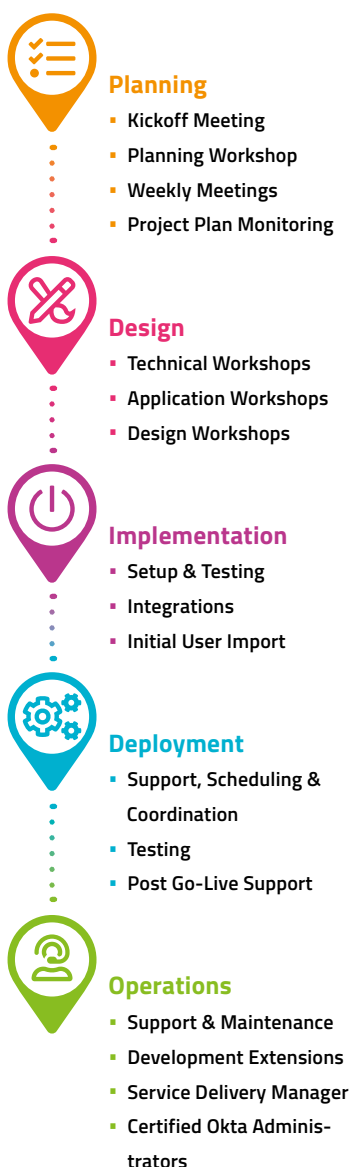 Planning
▪ Kickoff Meeting
▪ Planning Workshop
▪ Weekly Meetings
▪ Project Plan Monitoring
Design
▪ Technical Workshops
▪ Application Workshops
▪ Design Workshops
Implementation
▪ Setup & Testing
▪ Integrations
▪ Initial User Import
Deployment
▪ Support, Scheduling &
Coordination
▪ Testing
▪ Post Go-Live Support
Operations
▪ Support & Maintenance
▪ Development Extensions
▪ Service Delivery Manager
▪ Certified Okta Adminis-
trators